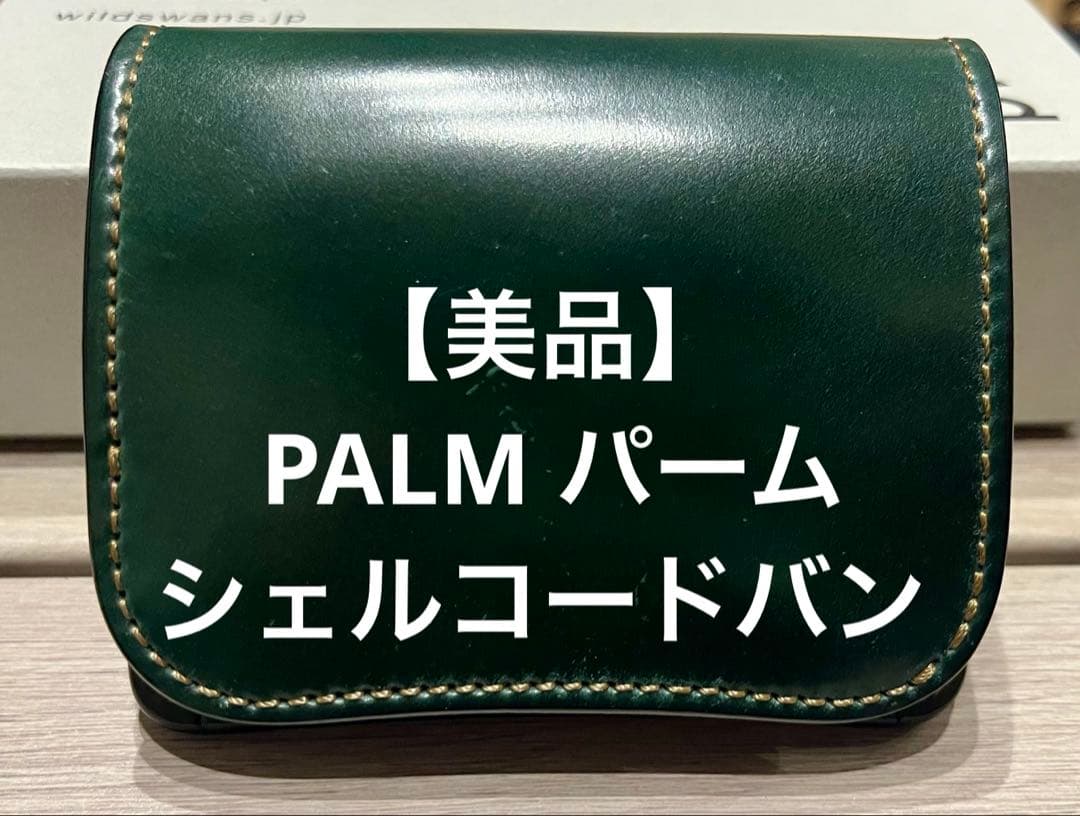 wildswans.jp
【美品】
PALM パーム
シェルコードバン